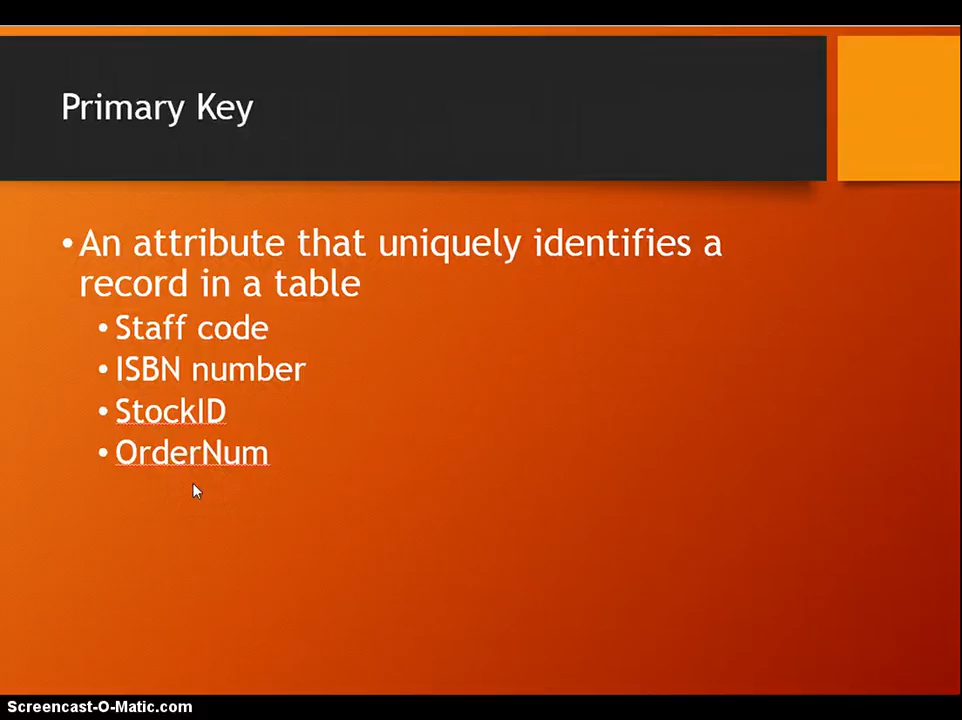 Primary Key
• An attribute that uniquely identifies a
record in a table
• Staff code
• ISBN number
• StockID
• OrderNum
Screencast-O-Matic.com